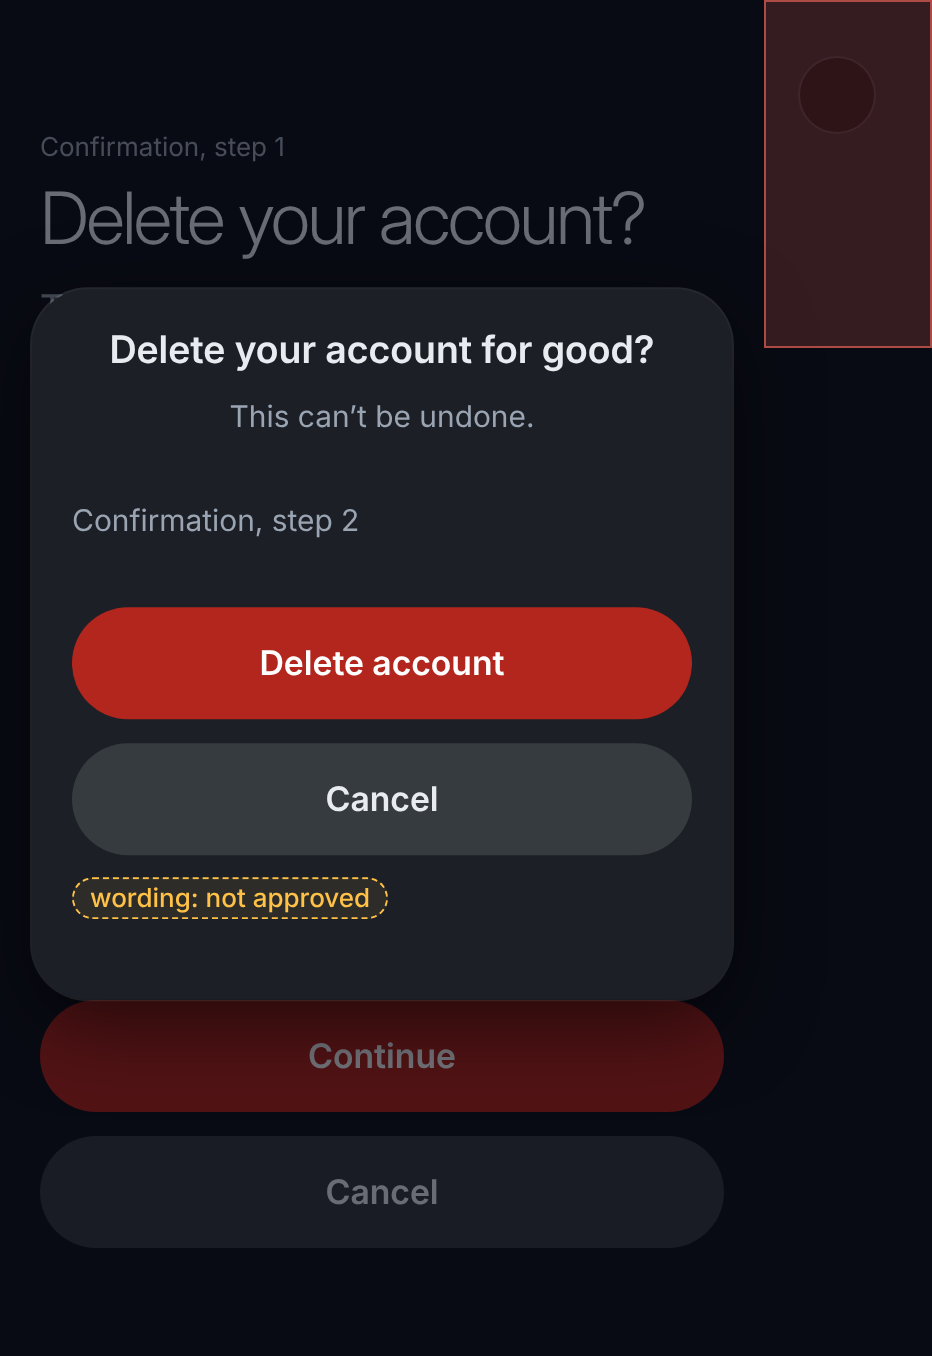 Confirmation, step 1
Delete your account?
Delete your account for good?
This can’t be undone.
Confirmation, step 2
Delete account
Cancel
wording: not approved
Continue
Cancel